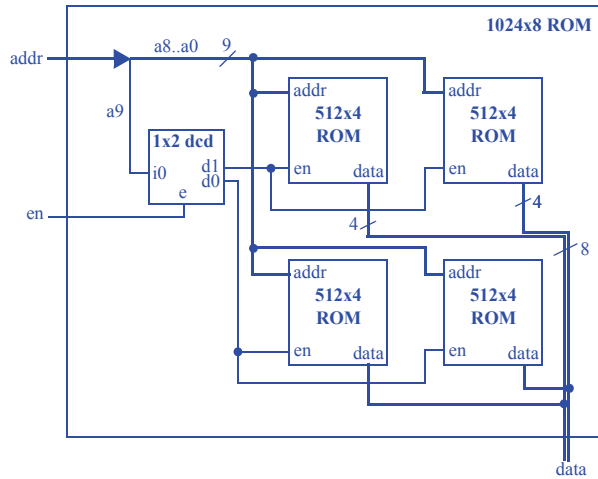 1024x8 ROM
addr
a8..a0
9
a9
1x2 dcd
d1
i0
d0
e
en
addr
512x4
ROM
en
data
addr
512x4
ROM
en
data
4
4
8
addr
512x4
ROM
en
data
addr
512x4
ROM
en
data
data